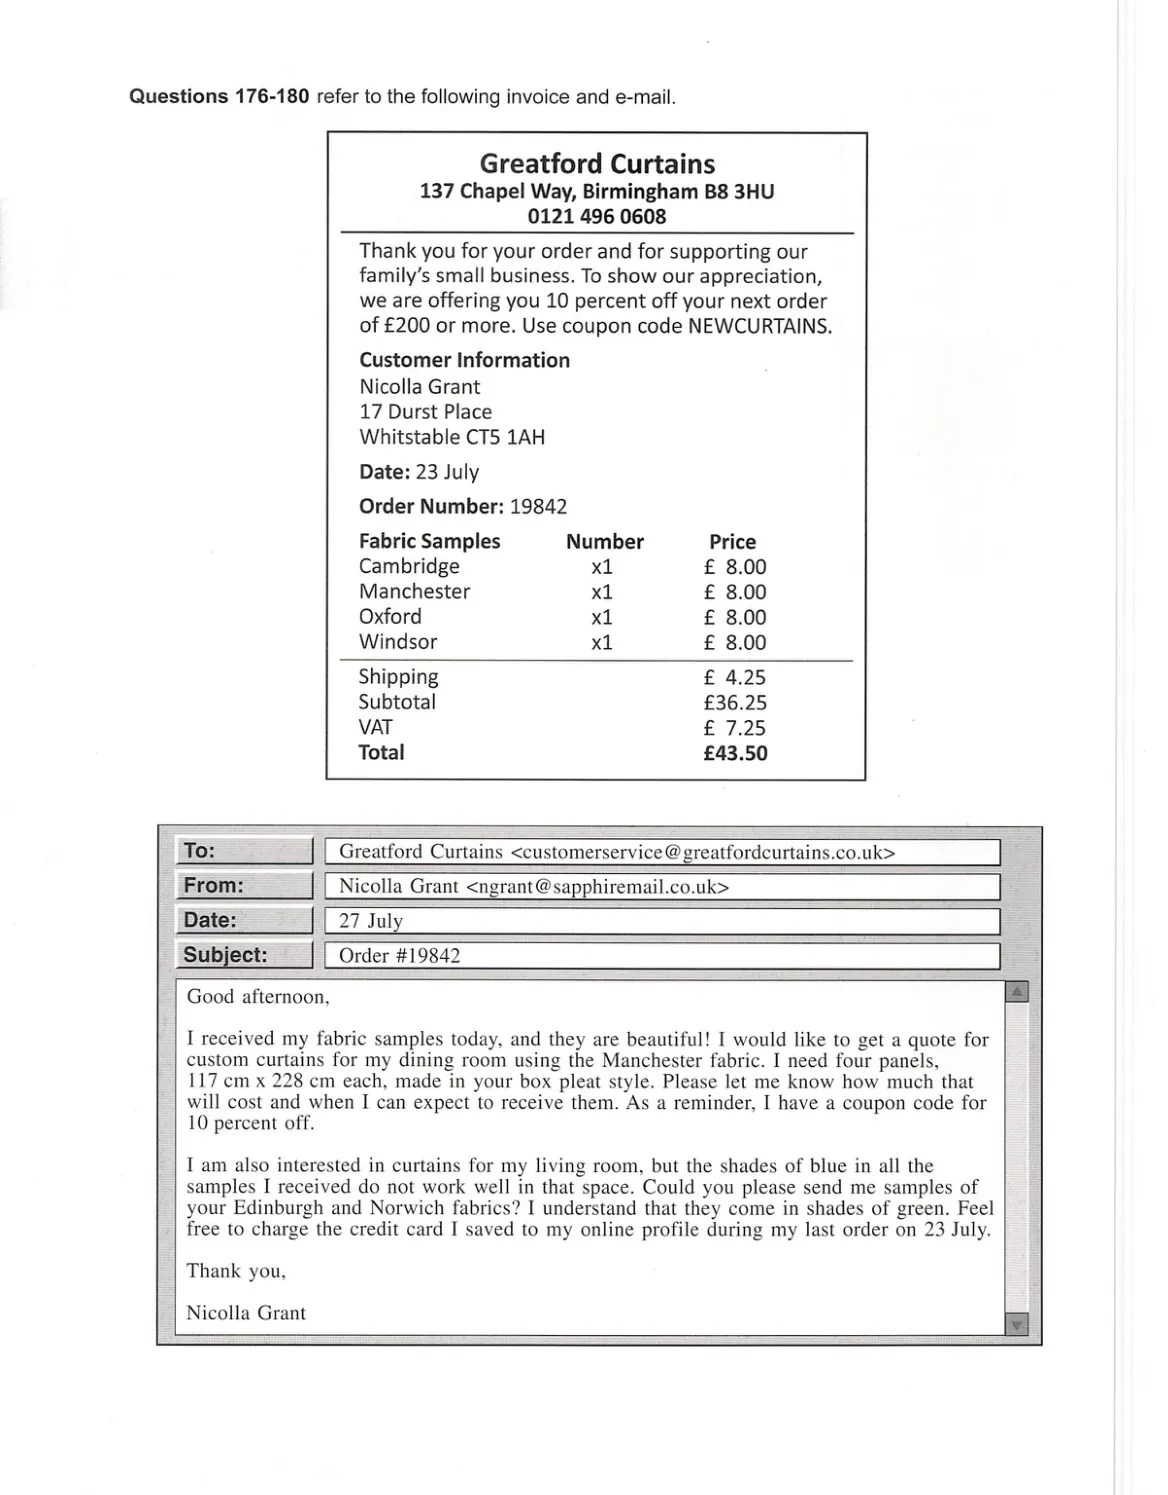 Questions 176-180 refer to the following invoice and e-mail.
Greatford Curtains
137 Chapel Way, Birmingham B8 3HU
0121 496 0608
Thank you for your order and for supporting our
family's small business. To show our appreciation,
we are offering you 10 percent off your next order
of £200 or more. Use coupon code NEWCURTAINS.
Customer Information
Nicolla Grant
17 Durst Place
Whitstable CT5 1AH
Date: 23 July
Order Number: 19842
Fabric Samples Number Price
Cambridge x1 £ 8.00
Manchester x1 £ 8.00
Oxford x1 £ 8.00
Windsor x1 £ 8.00
Shipping £ 4.25
Subtotal £36.25
VAT £ 7.25
Total £43.50
To: Greatford Curtains <customerservice@greatfordcurtains.co.uk>
From: Nicolla Grant <ngrant@sapphiremail.co.uk>
Date: 27 July
Subject: Order #19842
Good afternoon,
I received my fabric samples today, and they are beautiful! I would like to get a quote for
custom curtains for my dining room using the Manchester fabric. I need four panels,
117 cm x 228 cm each, made in your box pleat style. Please let me know how much that
will cost and when I can expect to receive them. As a reminder, I have a coupon code for
10 percent off.
I am also interested in curtains for my living room, but the shades of blue in all the
samples I received do not work well in that space. Could you please send me samples of
your Edinburgh and Norwich fabrics? I understand that they come in shades of green. Feel
free to charge the credit card I saved to my online profile during my last order on 23 July.
Thank you,
Nicolla Grant